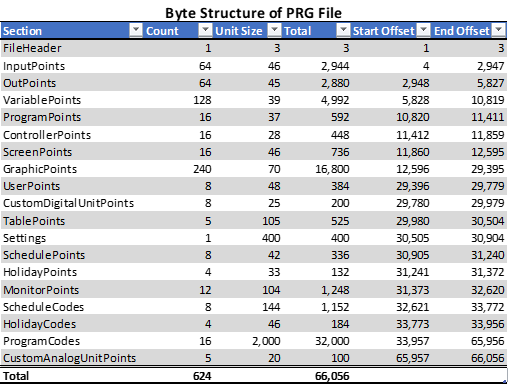 Byte Structure of PRG File
Section Count Unit Size Total Start Offset End Offset
FileHeader 1 3 3 1 3
InputPoints 64 46 2,944 4 2,947
OutPoints 64 45 2,880 2,948 5,827
VariablePoints 128 39 4,992 5,828 10,819
ProgramPoints 16 37 592 10,820 11,411
ControllerPoints 16 28 448 11,412 11,859
ScreenPoints 16 46 736 11,860 12,595
GraphicPoints 240 70 16,800 12,596 29,395
UserPoints 8 48 384 29,396 29,779
CustomDigitalUnitPoints 8 25 200 29,780 29,979
TablePoints 5 105 525 29,980 30,504
Settings 1 400 400 30,505 30,904
SchedulePoints 8 42 336 30,905 31,240
HolidayPoints 4 33 132 31,241 31,372
MonitorPoints 12 104 1,248 31,373 32,620
ScheduleCodes 8 144 1,152 32,621 33,772
HolidayCodes 4 46 184 33,773 33,956
ProgramCodes 16 2,000 32,000 33,957 65,956
CustomAnalogUnitPoints 5 20 100 65,957 66,056
Total 624 66,056